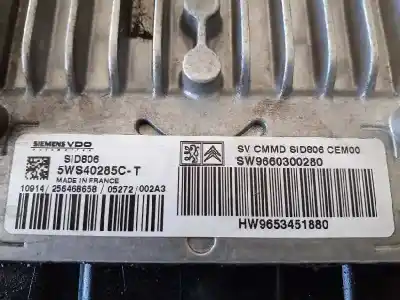 SIEMENS VDO
SID806
5WS40285C-T
MADE IN FRANCE
10914/256468658/05272/002A3
SV CMMD SID806 CEM00
SW9660300280
HW9653451880